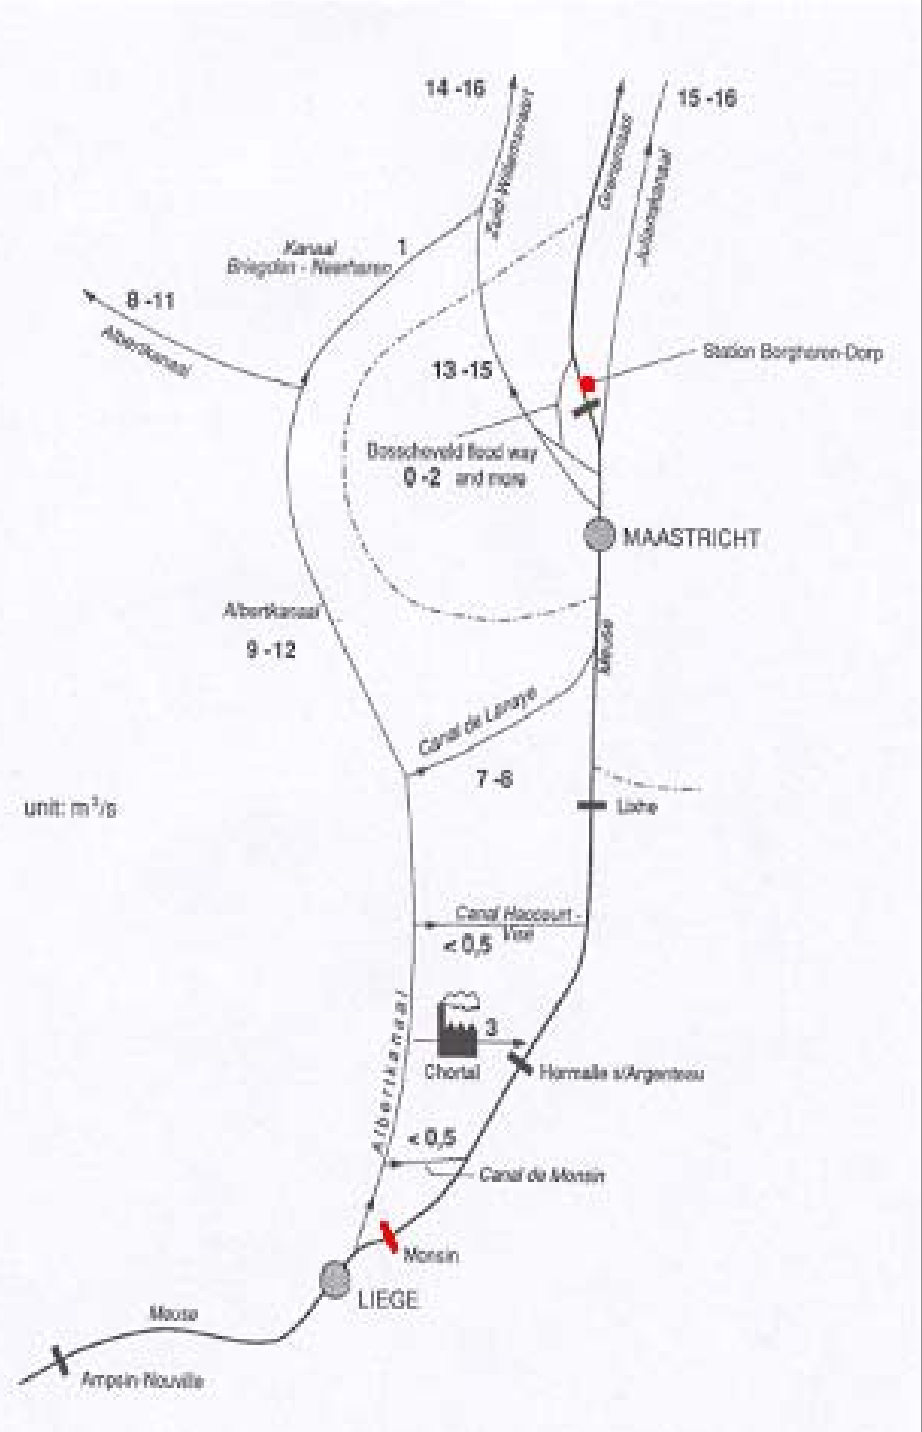 14 -16
15 -16
Zuid Willemsvaart
Grensmaas
Julianakanaal
Kanaal
Briegden - Neerharen
1
8 -11
Albertkanaal
13 -15
Station Borgharen-Dorp
Bosscheveld flood way
0 -2 and more
MAASTRICHT
Albertkanaal
9 -12
Meuse
Canal de Lanaye
7 -8
unit: m³/s
Lixhe
Canal Haccourt -
Visé
< 0,5
Albertkanaal
3
Chertal
Hermalle s/Argenteau
< 0,5
Canal de Monsin
Monsin
LIEGE
Meuse
Ampsin-Neuville